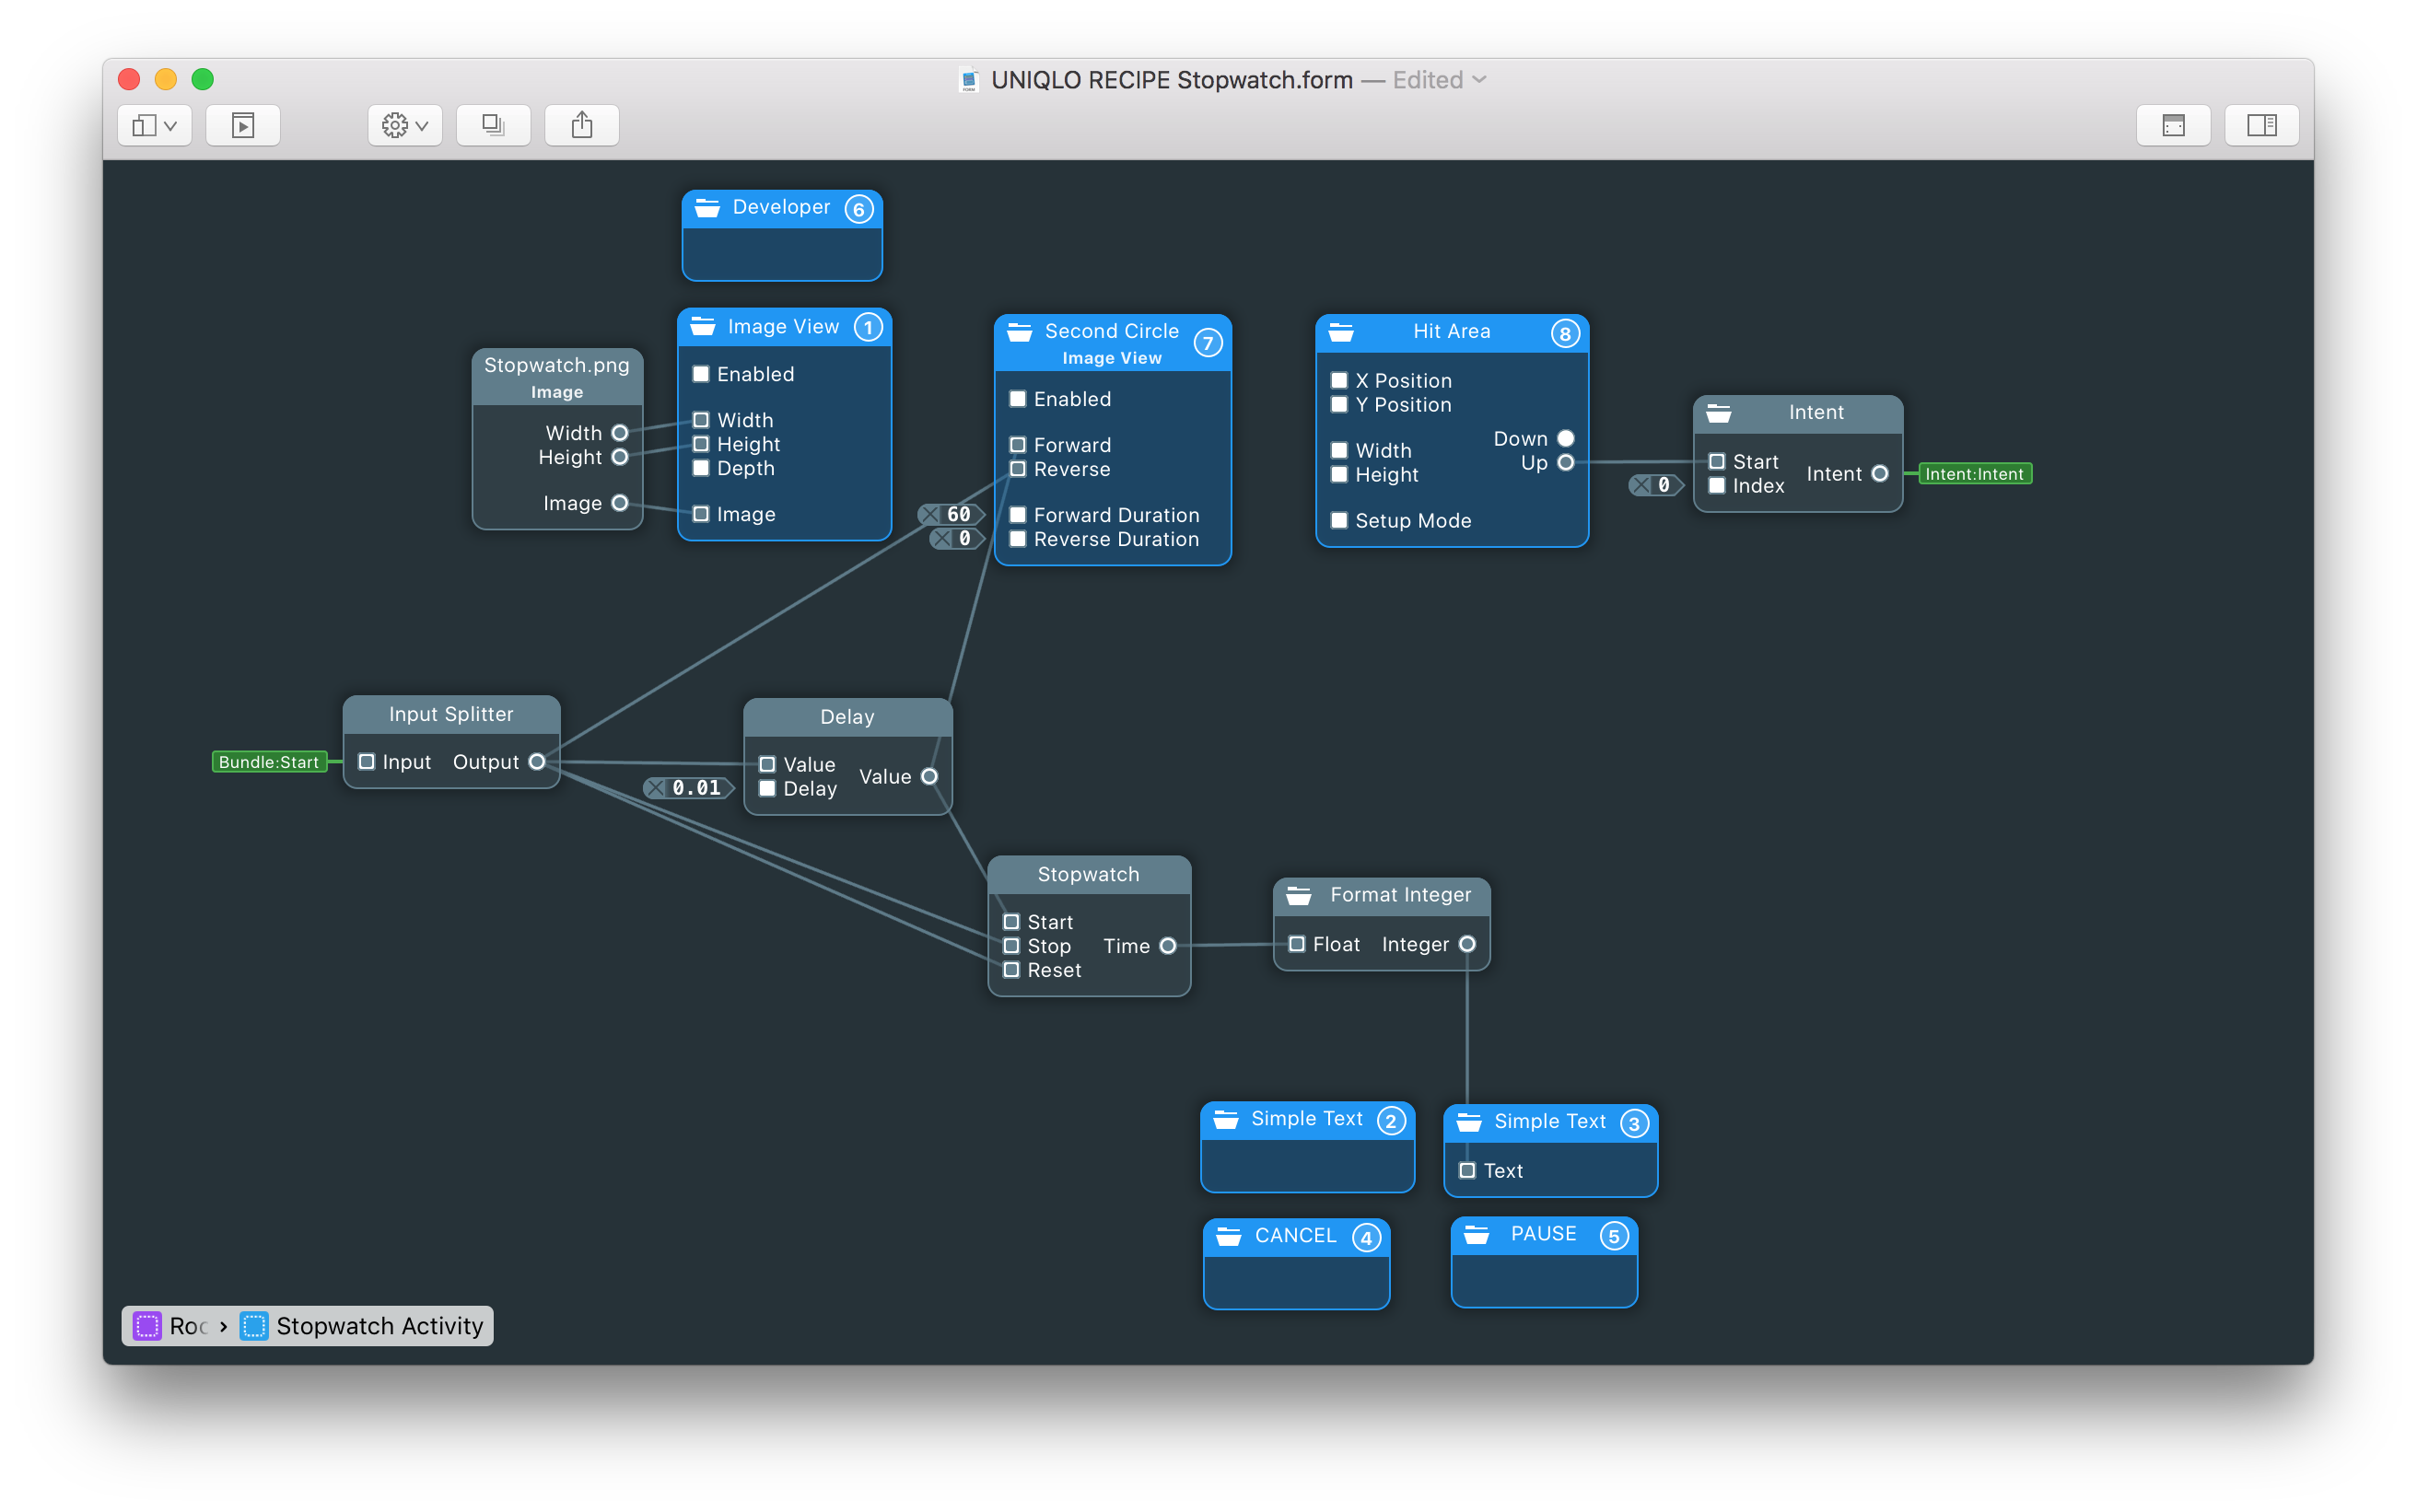 UNIQLO RECIPE Stopwatch.form — Edited
Developer 6
Image View 1
Enabled
Width
Height
Depth
Image
Stopwatch.png
Image
Width
Height
Image
Second Circle 7
Image View
Enabled
Forward
Reverse
60 Forward Duration
0 Reverse Duration
Hit Area 8
X Position
Y Position
Down
Width Up
Height
Setup Mode
Intent
Start
Intent
0 Index
Intent:Intent
Input Splitter
Bundle:Start Input Output
Delay
Value
Value
0.01 Delay
Stopwatch
Start
Stop Time
Reset
Format Integer
Float Integer
Simple Text 2
Simple Text 3
Text
CANCEL 4
PAUSE 5
Roo › Stopwatch Activity